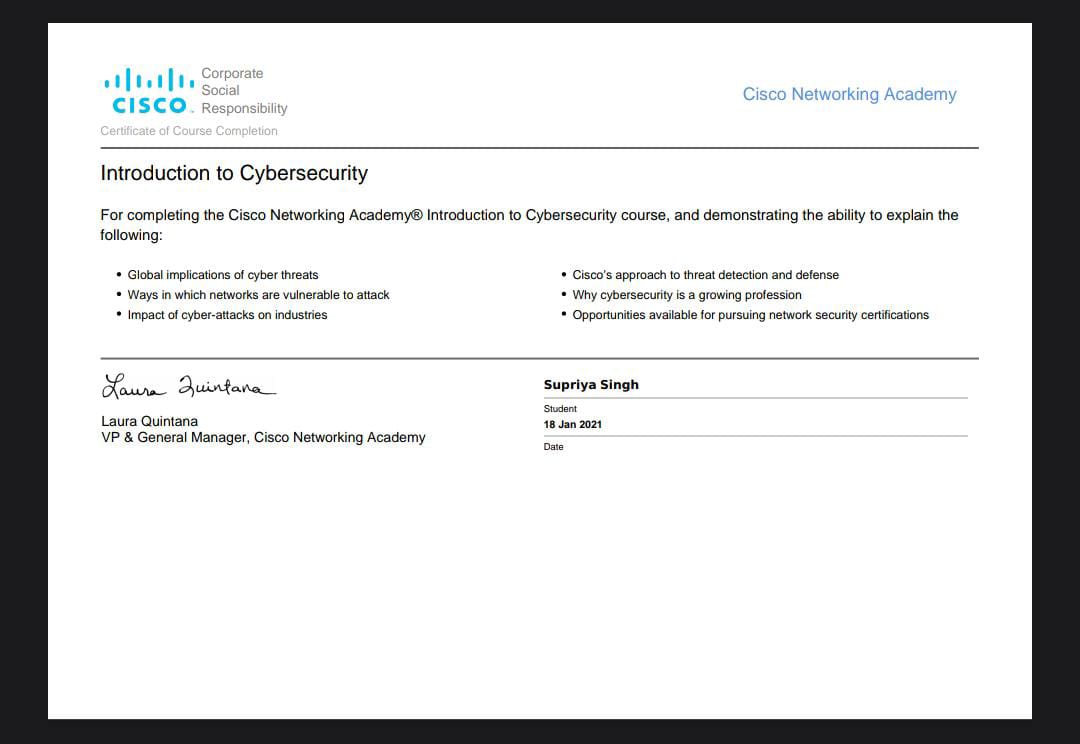 Corporate
Social
Responsibility
CISCO
Cisco Networking Academy
Certificate of Course Completion
Introduction to Cybersecurity
For completing the Cisco Networking Academy® Introduction to Cybersecurity course, and demonstrating the ability to explain the
following:
• Global implications of cyber threats
• Ways in which networks are vulnerable to attack
• Impact of cyber-attacks on industries
• Cisco's approach to threat detection and defense
• Why cybersecurity is a growing profession
• Opportunities available for pursuing network security certifications
Laura Quintana
Laura Quintana
VP & General Manager, Cisco Networking Academy
Supriya Singh
Student
18 Jan 2021
Date